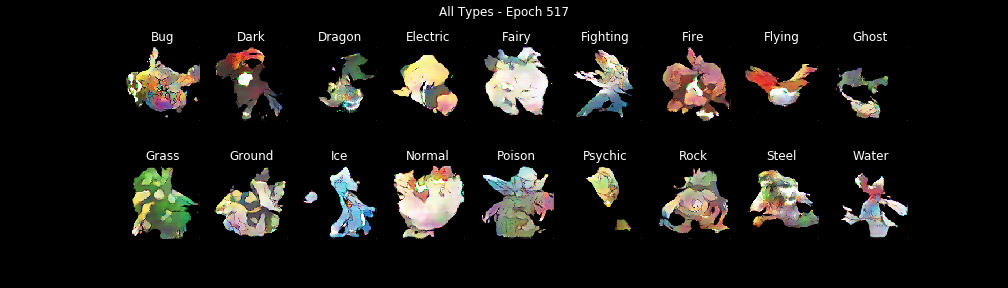 All Types - Epoch 517
Bug Dark Dragon Electric Fairy Fighting Fire Flying Ghost
Grass Ground Ice Normal Poison Psychic Rock Steel Water